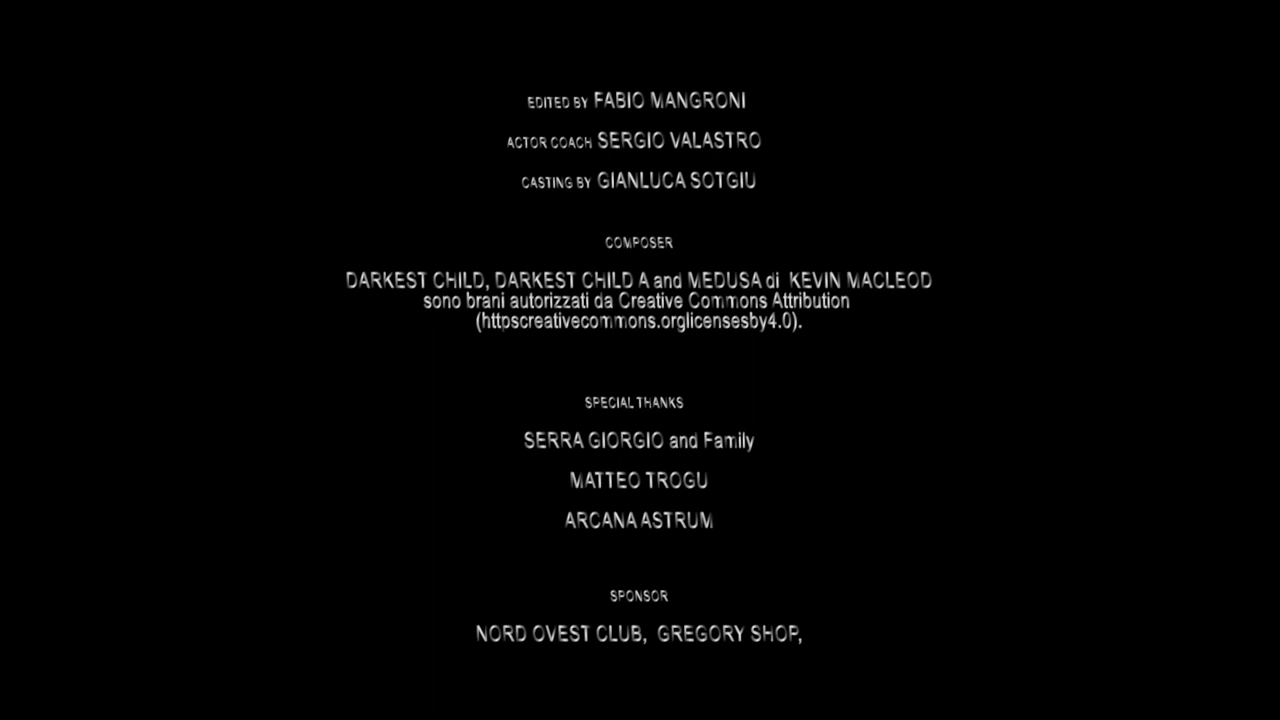 EDITED BY FABIO MANGRONI
ACTOR COACH SERGIO VALASTRO
CASTING BY GIANLUCA SOTGIU
COMPOSER
DARKEST CHILD, DARKEST CHILD A and MEDUSA di KEVIN MACLEOD
sono brani autorizzati da Creative Commons Attribution
(httpscreativecommons.orglicensesby4.0).
SPECIAL THANKS
SERRA GIORGIO and Family
MATTEO TROGU
ARCANA ASTRUM
SPONSOR
NORD OVEST CLUB, GREGORY SHOP,